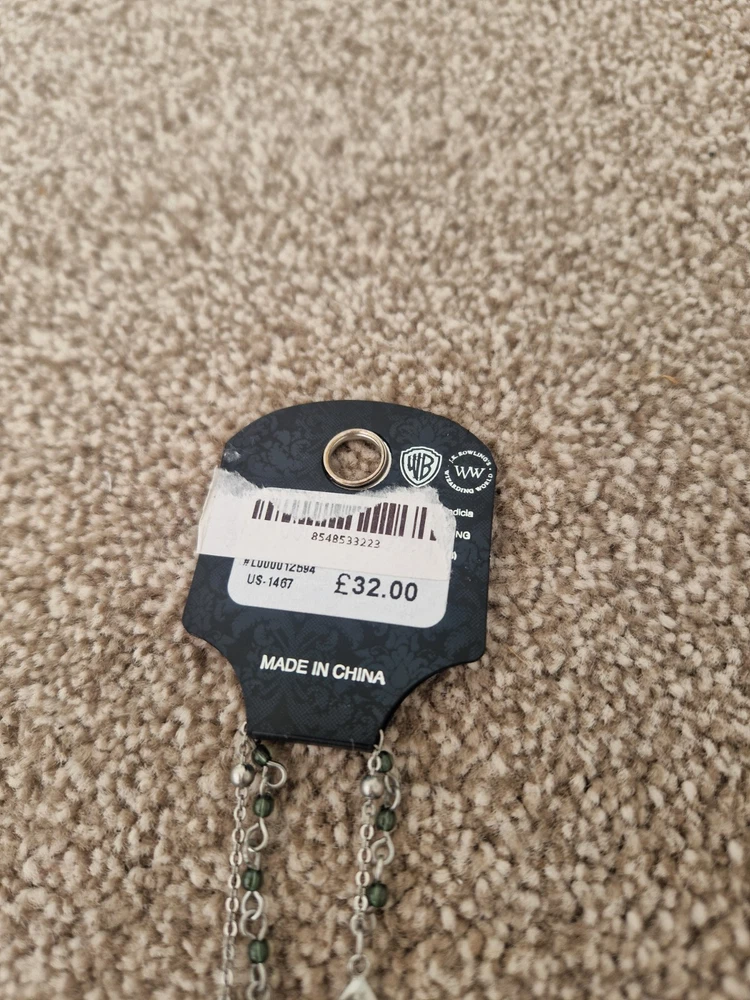 WB
J.K. ROWLING'S WIZARDING WORLD
WW
8548533223
US-1467
£32.00
MADE IN CHINA